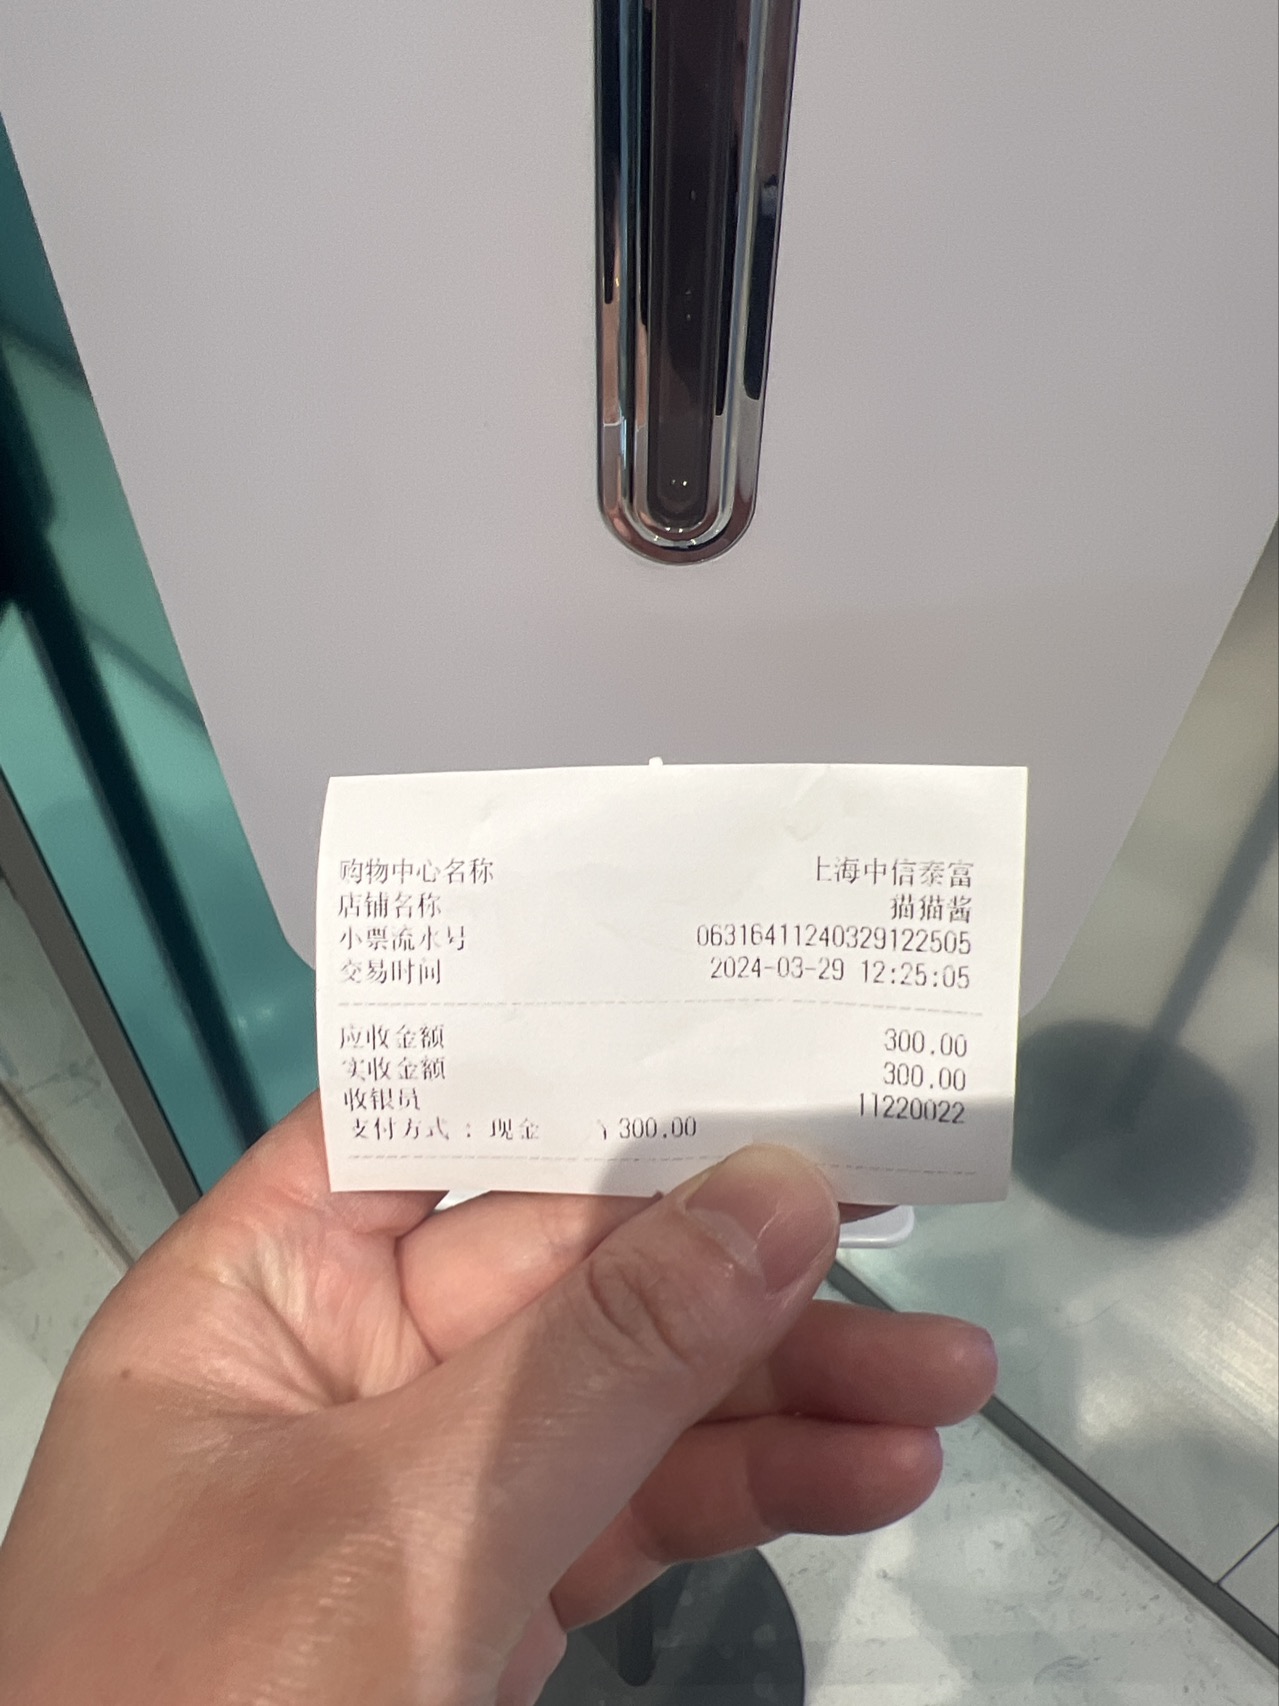 购物中心名称 上海中信泰富
店铺名称 猫猫酱
小票流水号 06316411240329122505
交易时间 2024-03-29 12:25:05
应收金额 300.00
实收金额 300.00
收银员 11220022
支付方式 : 现金 ¥300.00